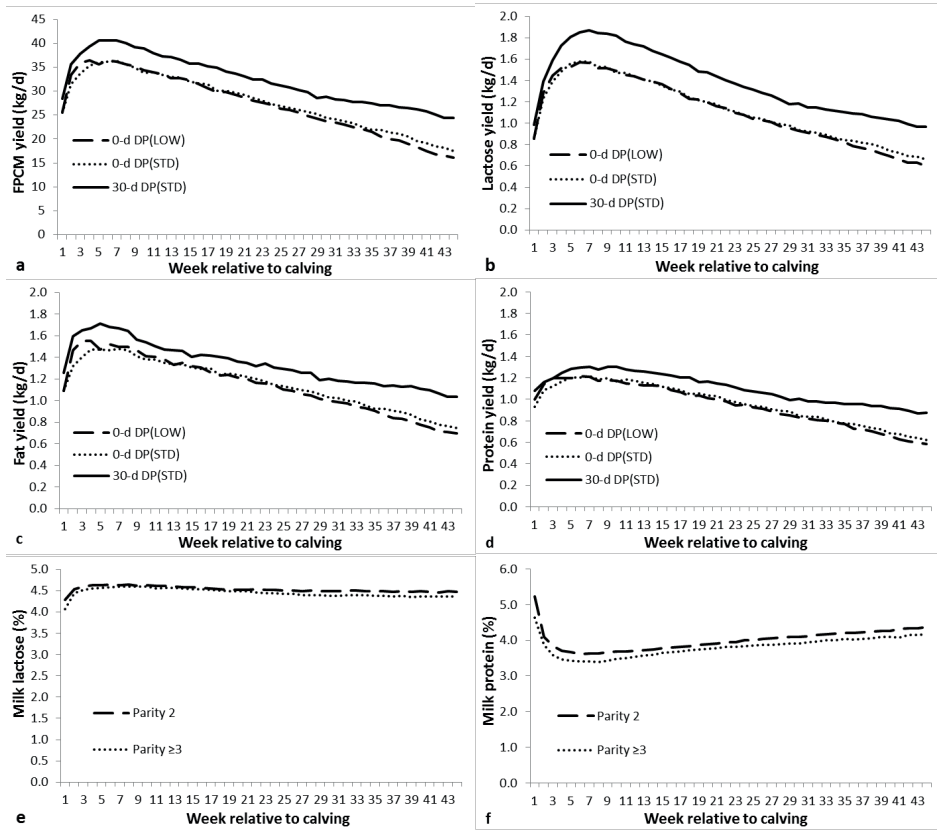 FPCM yield (kg/d)
45
40
35
30
25
20
15
10
5
0
0-d DP(LOW)
0-d DP(STD)
30-d DP(STD)
1 3 5 7 9 11 13 15 17 19 21 23 25 27 29 31 33 35 37 39 41 43
a Week relative to calving
Lactose yield (kg/d)
2.0
1.8
1.6
1.4
1.2
1.0
0.8
0.6
0.4
0.2
0.0
0-d DP(LOW)
0-d DP(STD)
30-d DP(STD)
1 3 5 7 9 11 13 15 17 19 21 23 25 27 29 31 33 35 37 39 41 43
b Week relative to calving
Fat yield (kg/d)
2.0
1.8
1.6
1.4
1.2
1.0
0.8
0.6
0.4
0.2
0.0
0-d DP(LOW)
0-d DP(STD)
30-d DP(STD)
1 3 5 7 9 11 13 15 17 19 21 23 25 27 29 31 33 35 37 39 41 43
c Week relative to calving
Protein yield (kg/d)
2.0
1.8
1.6
1.4
1.2
1.0
0.8
0.6
0.4
0.2
0.0
0-d DP(LOW)
0-d DP(STD)
30-d DP(STD)
1 3 5 7 9 11 13 15 17 19 21 23 25 27 29 31 33 35 37 39 41 43
d Week relative to calving
Milk lactose (%)
5.0
4.5
4.0
3.5
3.0
2.5
2.0
1.5
1.0
0.5
0.0
Parity 2
Parity ≥3
1 3 5 7 9 11 13 15 17 19 21 23 25 27 29 31 33 35 37 39 41 43
e Week relative to calving
Milk protein (%)
6.0
5.0
4.0
3.0
2.0
1.0
0.0
Parity 2
Parity ≥3
1 3 5 7 9 11 13 15 17 19 21 23 25 27 29 31 33 35 37 39 41 43
f Week relative to calving